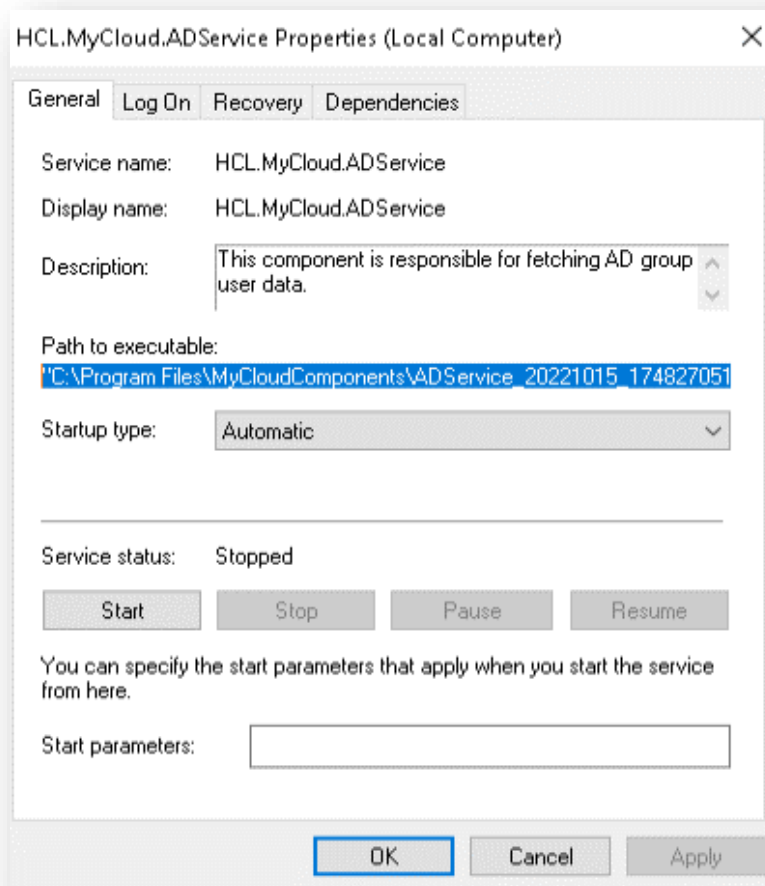 HCL.MyCloud.ADService Properties (Local Computer)
General Log On Recovery Dependencies
Service name: HCL.MyCloud.ADService
Display name: HCL.MyCloud.ADService
Description: This component is responsible for fetching AD group
user data.
Path to executable:
"C:\Program Files\MyCloudComponents\ADService_20221015_174827051
Startup type: Automatic
Service status: Stopped
Start Stop Pause Resume
You can specify the start parameters that apply when you start the service
from here.
Start parameters:
OK Cancel Apply